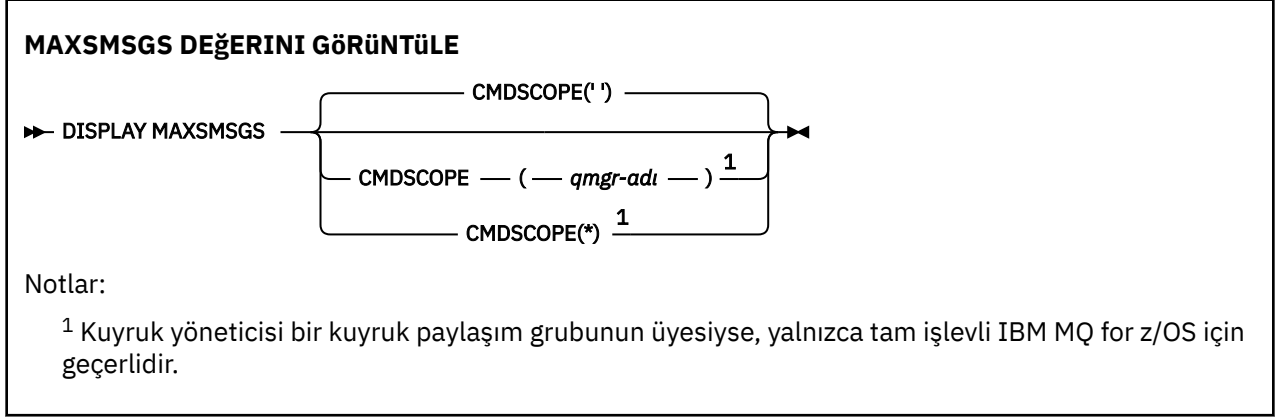 MAXSMSGS DEğERINI GöRüNTüLE
CMDSCOPE(' ')
DISPLAY MAXSMSGS
CMDSCOPE ( qmgr-adı ) 1
CMDSCOPE(*) 1
Notlar:
1 Kuyruk yöneticisi bir kuyruk paylaşım grubunun üyesiyse, yalnızca tam işlevli IBM MQ for z/OS için
geçerlidir.